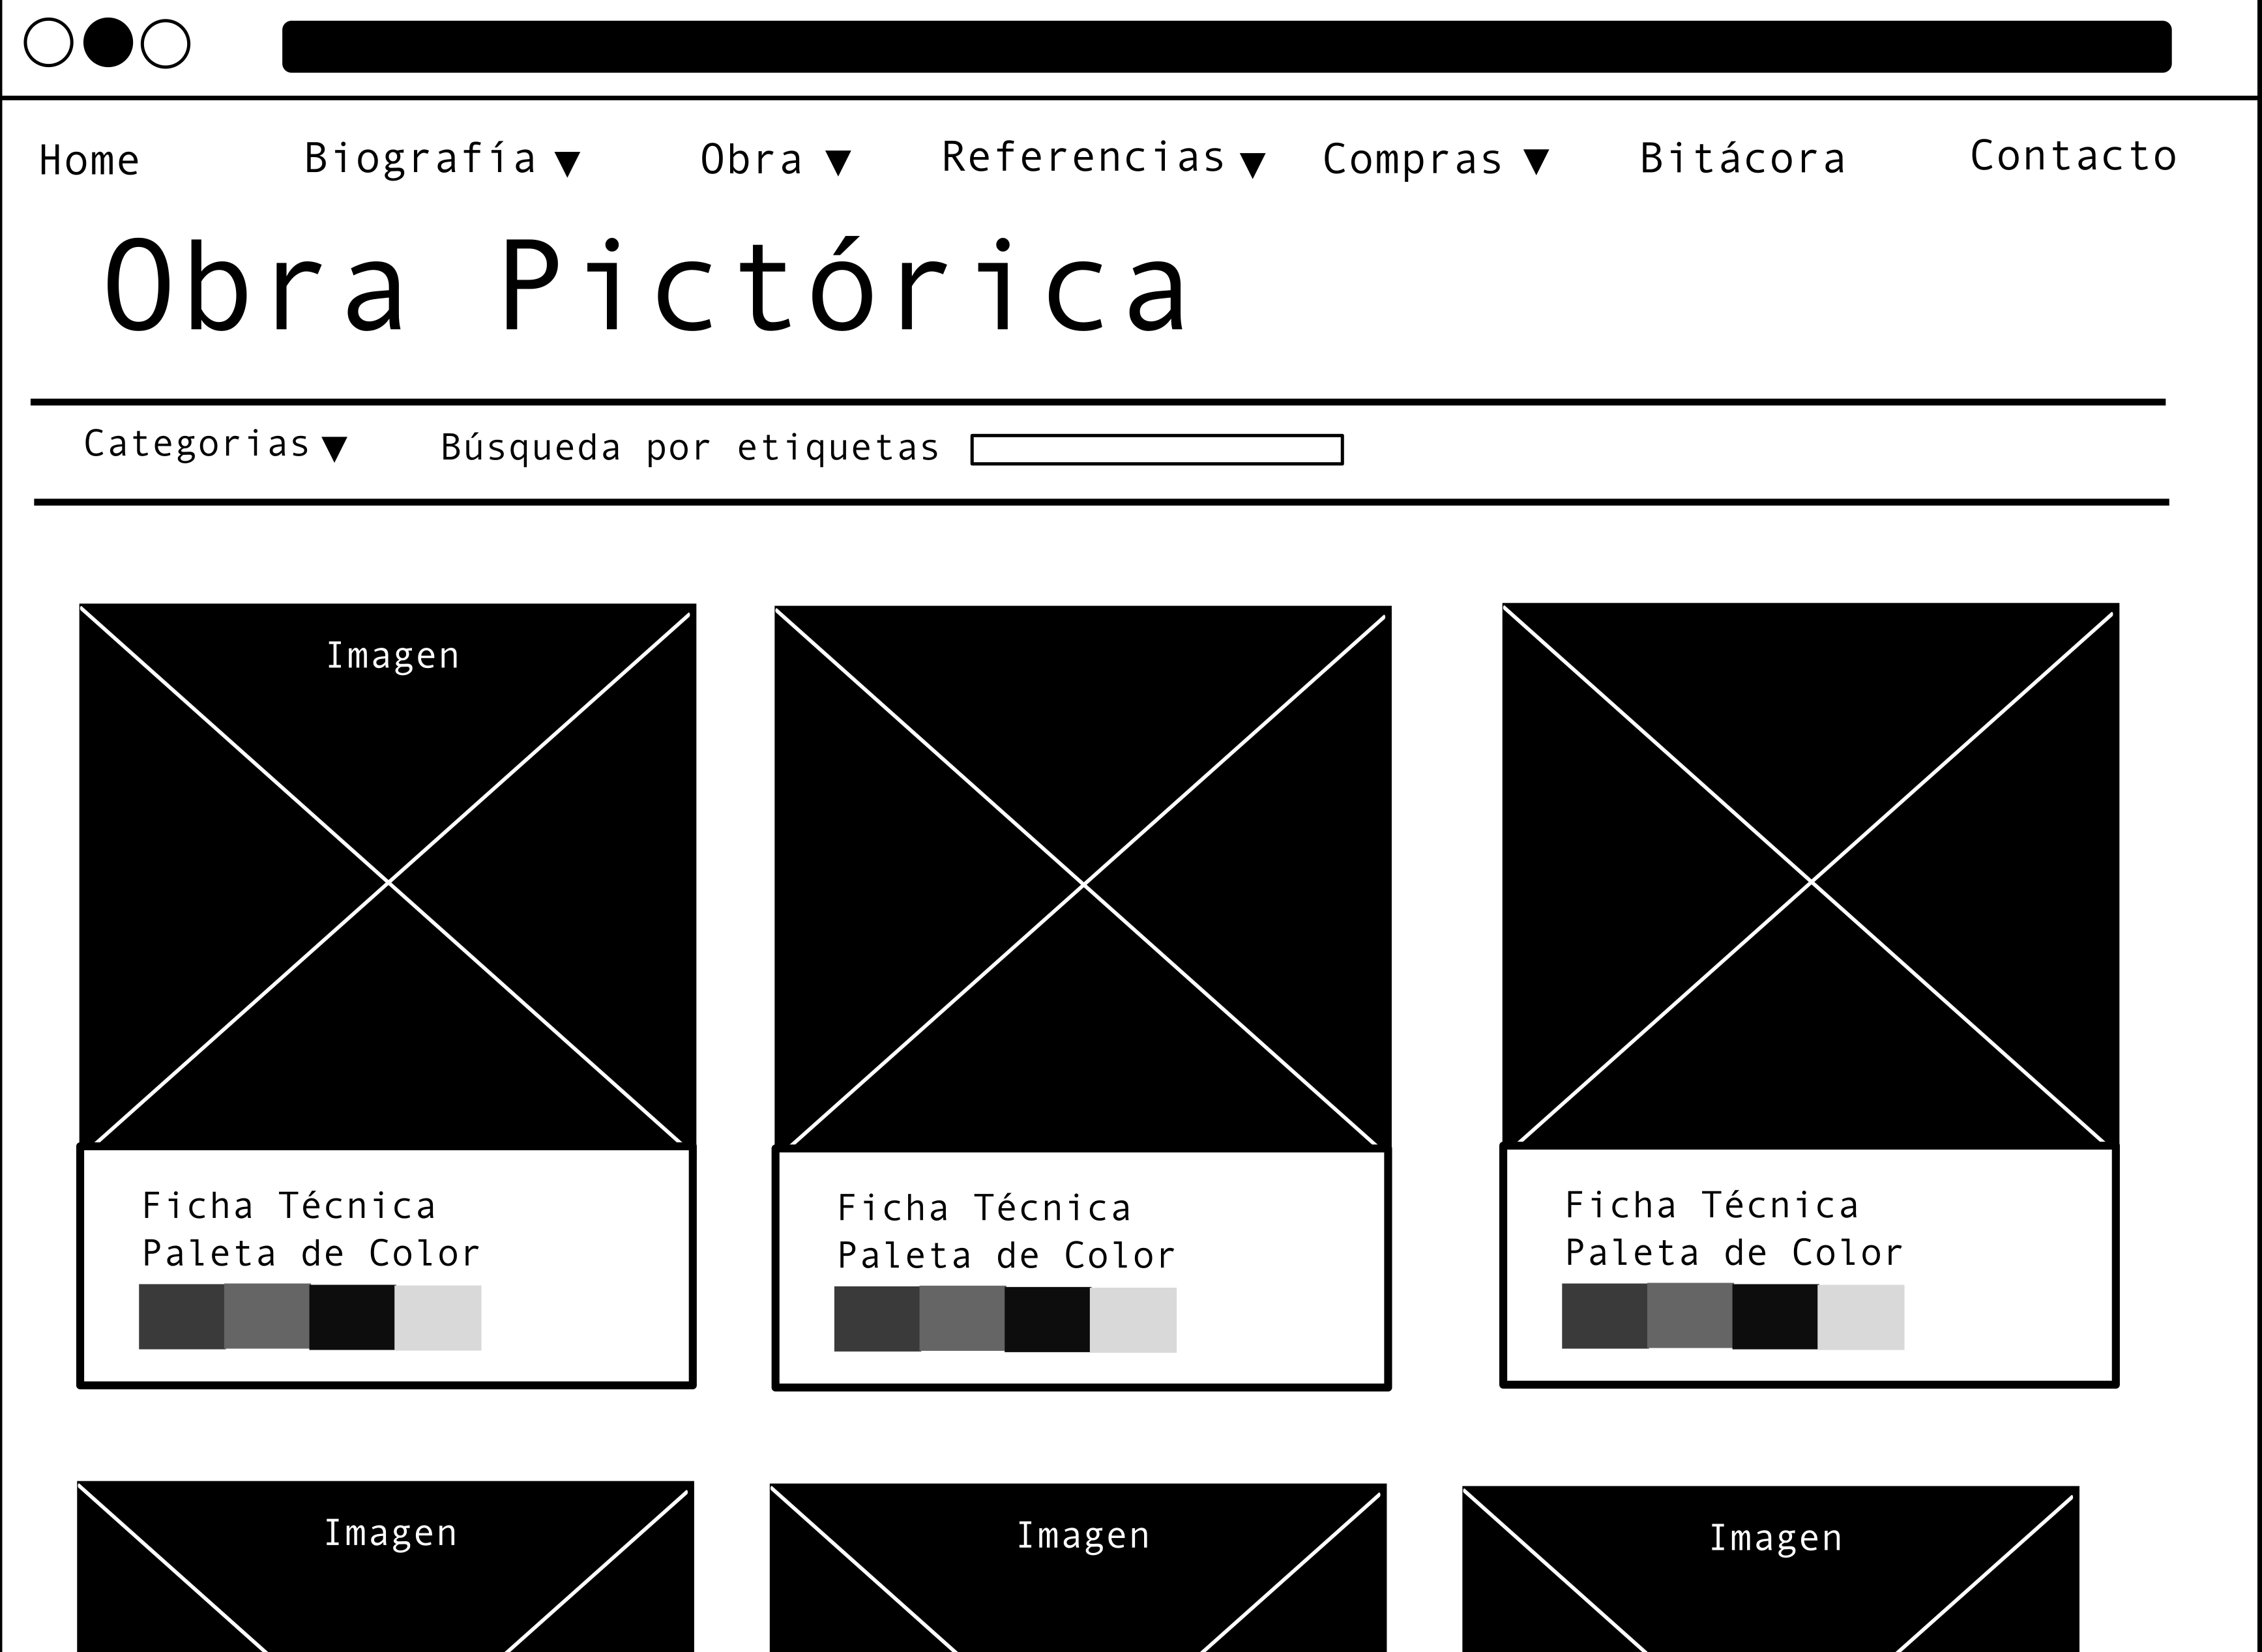 Home Biografía Obra Referencias Compras Bitácora Contacto
Obra Pictórica
Categorias Búsqueda por etiquetas
Imagen
Ficha Técnica
Paleta de Color
Ficha Técnica
Paleta de Color
Ficha Técnica
Paleta de Color
Imagen
Imagen
Imagen